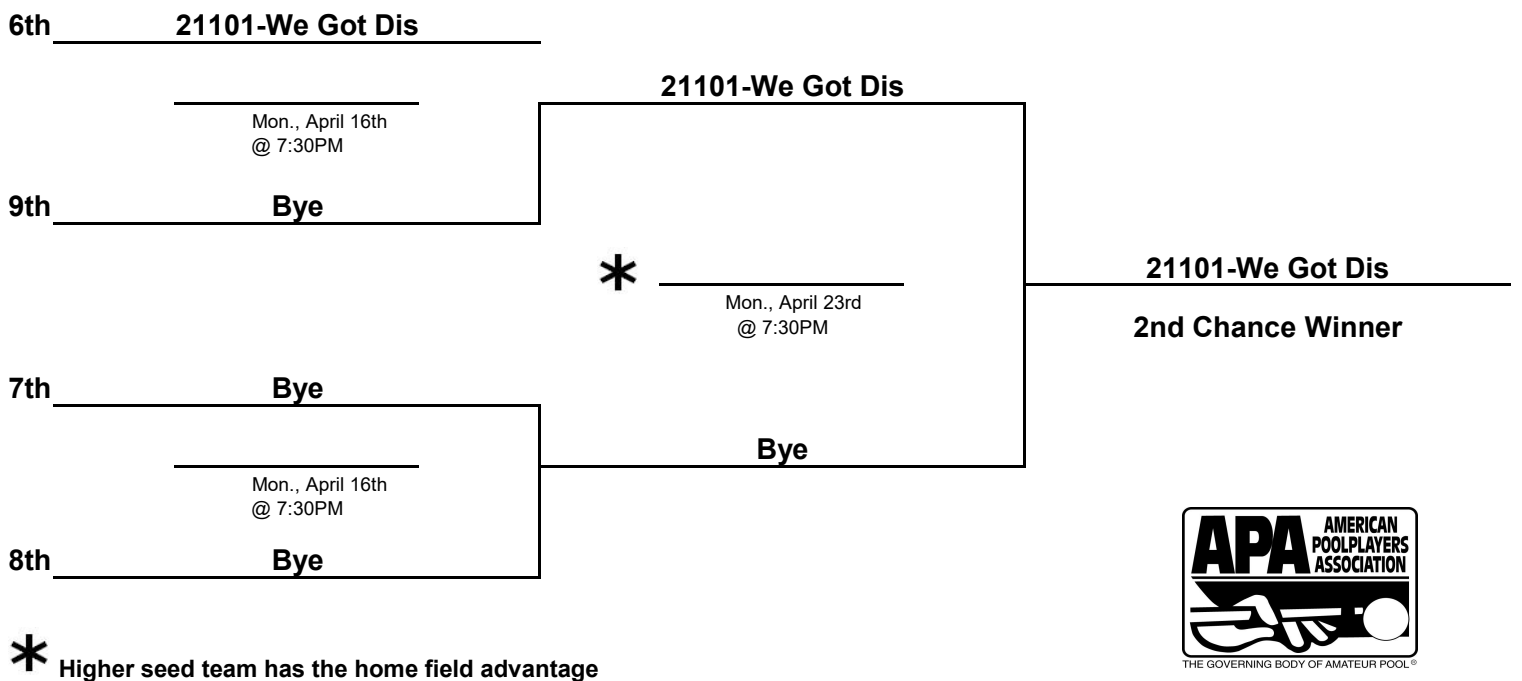 6th 21101-We Got Dis
21101-We Got Dis
Mon., April 16th
@ 7:30PM
9th Bye
21101-We Got Dis
* Mon., April 23rd
@ 7:30PM
2nd Chance Winner
7th Bye
Bye
Mon., April 16th
@ 7:30PM
8th Bye
APA AMERICAN
POOLPLAYERS
ASSOCIATION
THE GOVERNING BODY OF AMATEUR POOL®
* Higher seed team has the home field advantage